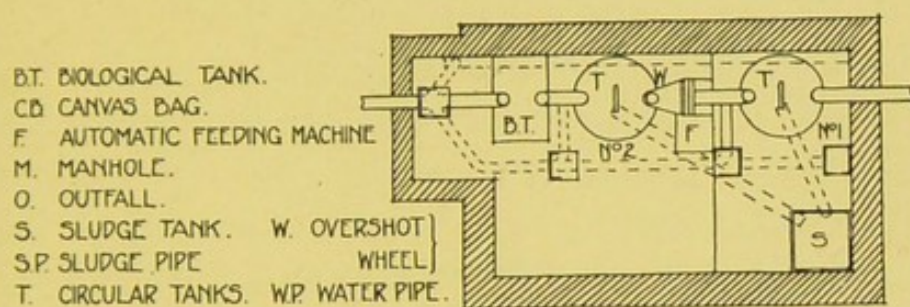 B.T. BIOLOGICAL TANK.
C.B. CANVAS BAG.
F. AUTOMATIC FEEDING MACHINE
M. MANHOLE.
O. OUTFALL.
S. SLUDGE TANK. W. OVERSHOT
S.P. SLUDGE PIPE WHEEL
T. CIRCULAR TANKS. W.P. WATER PIPE.
T W T
B.T. F Nº1
Nº2
S